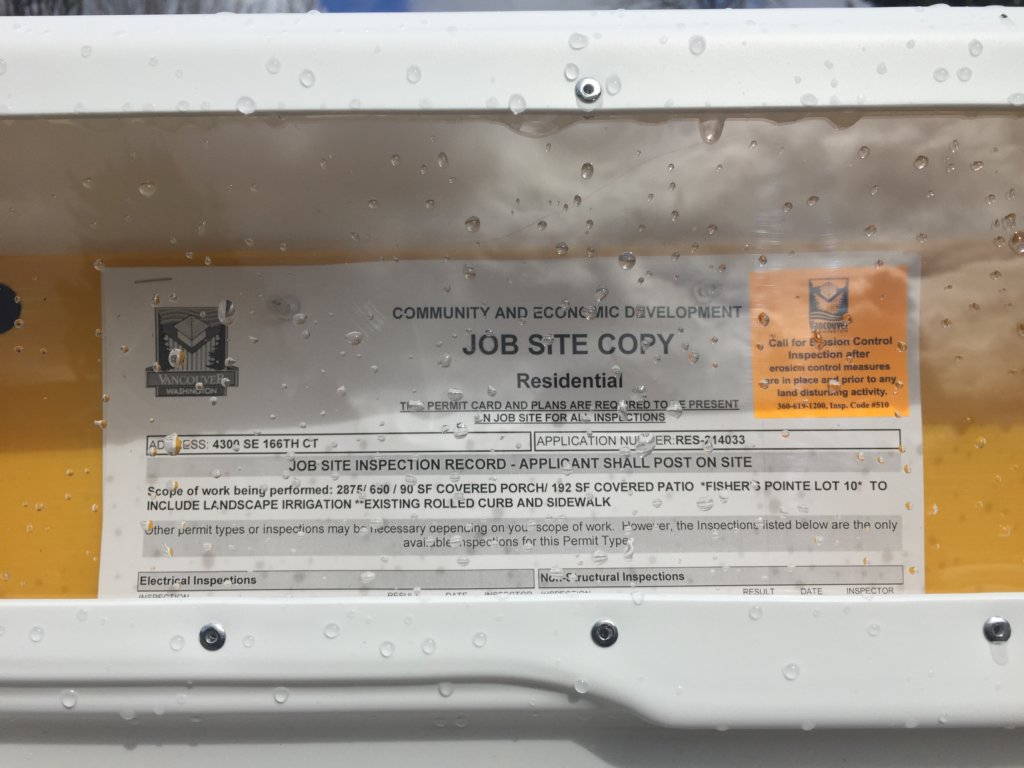 COMMUNITY AND ECONOMIC DEVELOPMENT
JOB SITE COPY
Residential
THIS PERMIT CARD AND PLANS ARE REQUIRED TO BE PRESENT
ON JOB SITE FOR ALL INSPECTIONS
VANCOUVER
WASHINGTON
Vancouver
Call for Erosion Control
Inspection after
erosion control measures
are in place and prior to any
land disturbing activity.
360-619-1200, Insp. Code #510
ADDRESS: 4300 SE 166TH CT
APPLICATION NUMBER:RES-214033
JOB SITE INSPECTION RECORD - APPLICANT SHALL POST ON SITE
Scope of work being performed: 2875/ 650 / 90 SF COVERED PORCH/ 192 SF COVERED PATIO *FISHER'S POINTE LOT 10* TO
INCLUDE LANDSCAPE IRRIGATION **EXISTING ROLLED CURB AND SIDEWALK
Other permit types or inspections may be necessary depending on your scope of work. However, the Inspections listed below are the only
available inspections for this Permit Type.
Electrical Inspections
Non-Structural Inspections
INSPECTION RESULT DATE INSPECTOR
INSPECTION RESULT DATE INSPECTOR